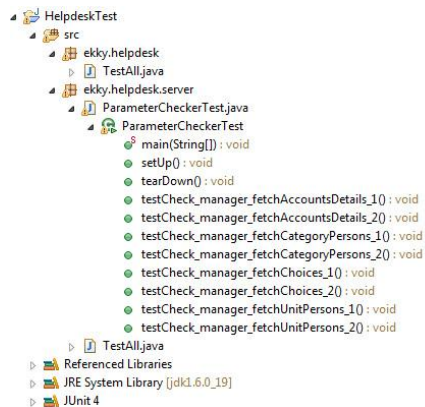 HelpdeskTest
src
ekky.helpdesk
TestAll.java
ekky.helpdesk.server
ParameterCheckerTest.java
ParameterCheckerTest
main(String[]) : void
setUp() : void
tearDown() : void
testCheck_manager_fetchAccountsDetails_1() : void
testCheck_manager_fetchAccountsDetails_2() : void
testCheck_manager_fetchCategoryPersons_1() : void
testCheck_manager_fetchCategoryPersons_2() : void
testCheck_manager_fetchChoices_1() : void
testCheck_manager_fetchChoices_2() : void
testCheck_manager_fetchUnitPersons_1() : void
testCheck_manager_fetchUnitPersons_2() : void
TestAll.java
Referenced Libraries
JRE System Library [jdk1.6.0_19]
JUnit 4